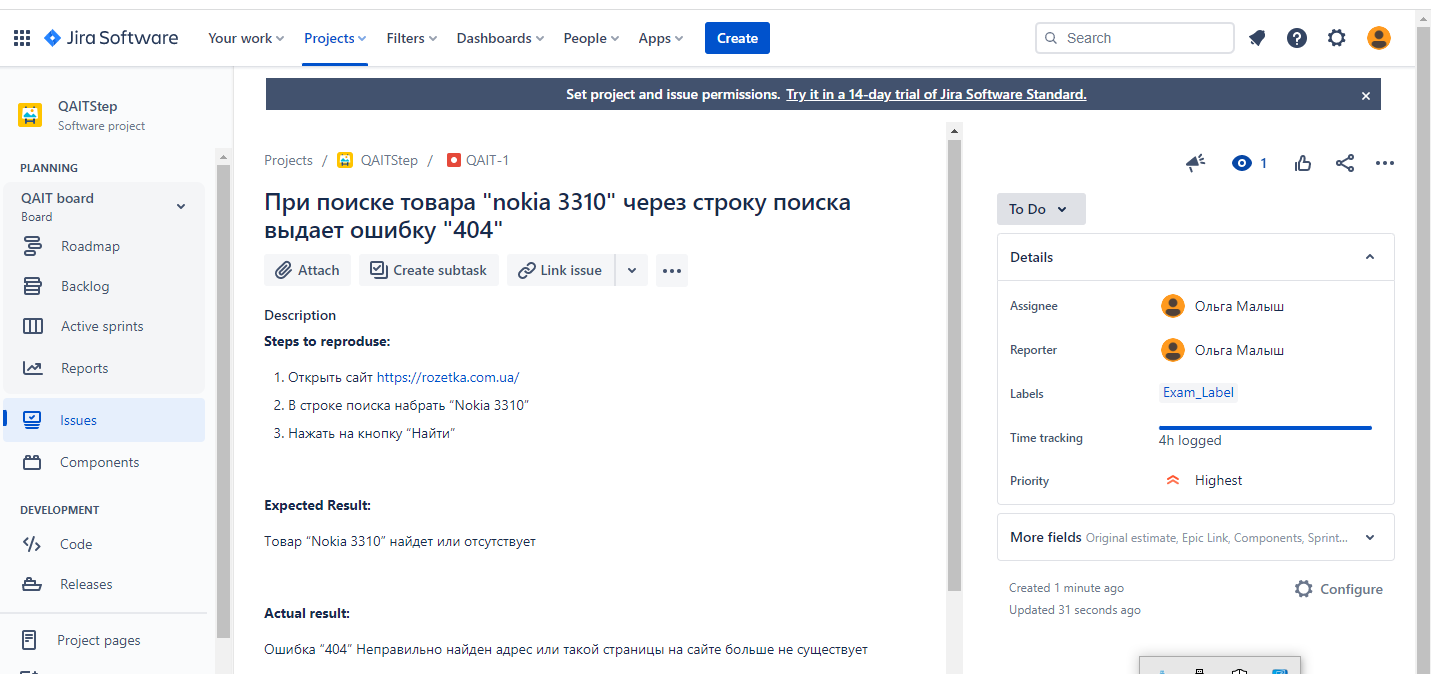 Jira Software Your work Projects Filters Dashboards People Apps Create Search
QAITStep
Software project
PLANNING
QAIT board
Board
Roadmap
Backlog
Active sprints
Reports
Issues
Components
DEVELOPMENT
Code
Releases
Project pages
Set project and issue permissions. Try it in a 14-day trial of Jira Software Standard.
Projects / QAITStep / QAIT-1
При поиске товара "nokia 3310" через строку поиска
выдает ошибку "404"
Attach Create subtask Link issue
Description
Steps to reproduce:
1. Открыть сайт https://rozetka.com.ua/
2. В строке поиска набрать “Nokia 3310”
3. Нажать на кнопку “Найти”
Expected Result:
Товар “Nokia 3310” найдет или отсутствует
Actual result:
Ошибка “404” Неправильно найден адрес или такой страницы на сайте больше не существует
1
To Do
Details
Assignee Ольга Малыш
Reporter Ольга Малыш
Labels Exam_Label
Time tracking 4h logged
Priority Highest
More fields Original estimate, Epic Link, Components, Sprint...
Created 1 minute ago Configure
Updated 31 seconds ago